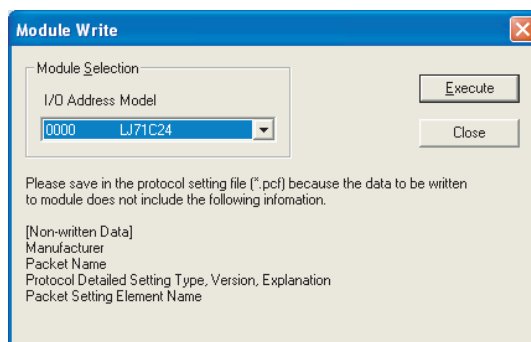 Module Write
Module Selection
I/O Address Model
0000 LJ71C24
Execute
Close
Please save in the protocol setting file (*.pcf) because the data to be written
to module does not include the following infomation.
[Non-written Data]
Manufacturer
Packet Name
Protocol Detailed Setting Type, Version, Explanation
Packet Setting Element Name